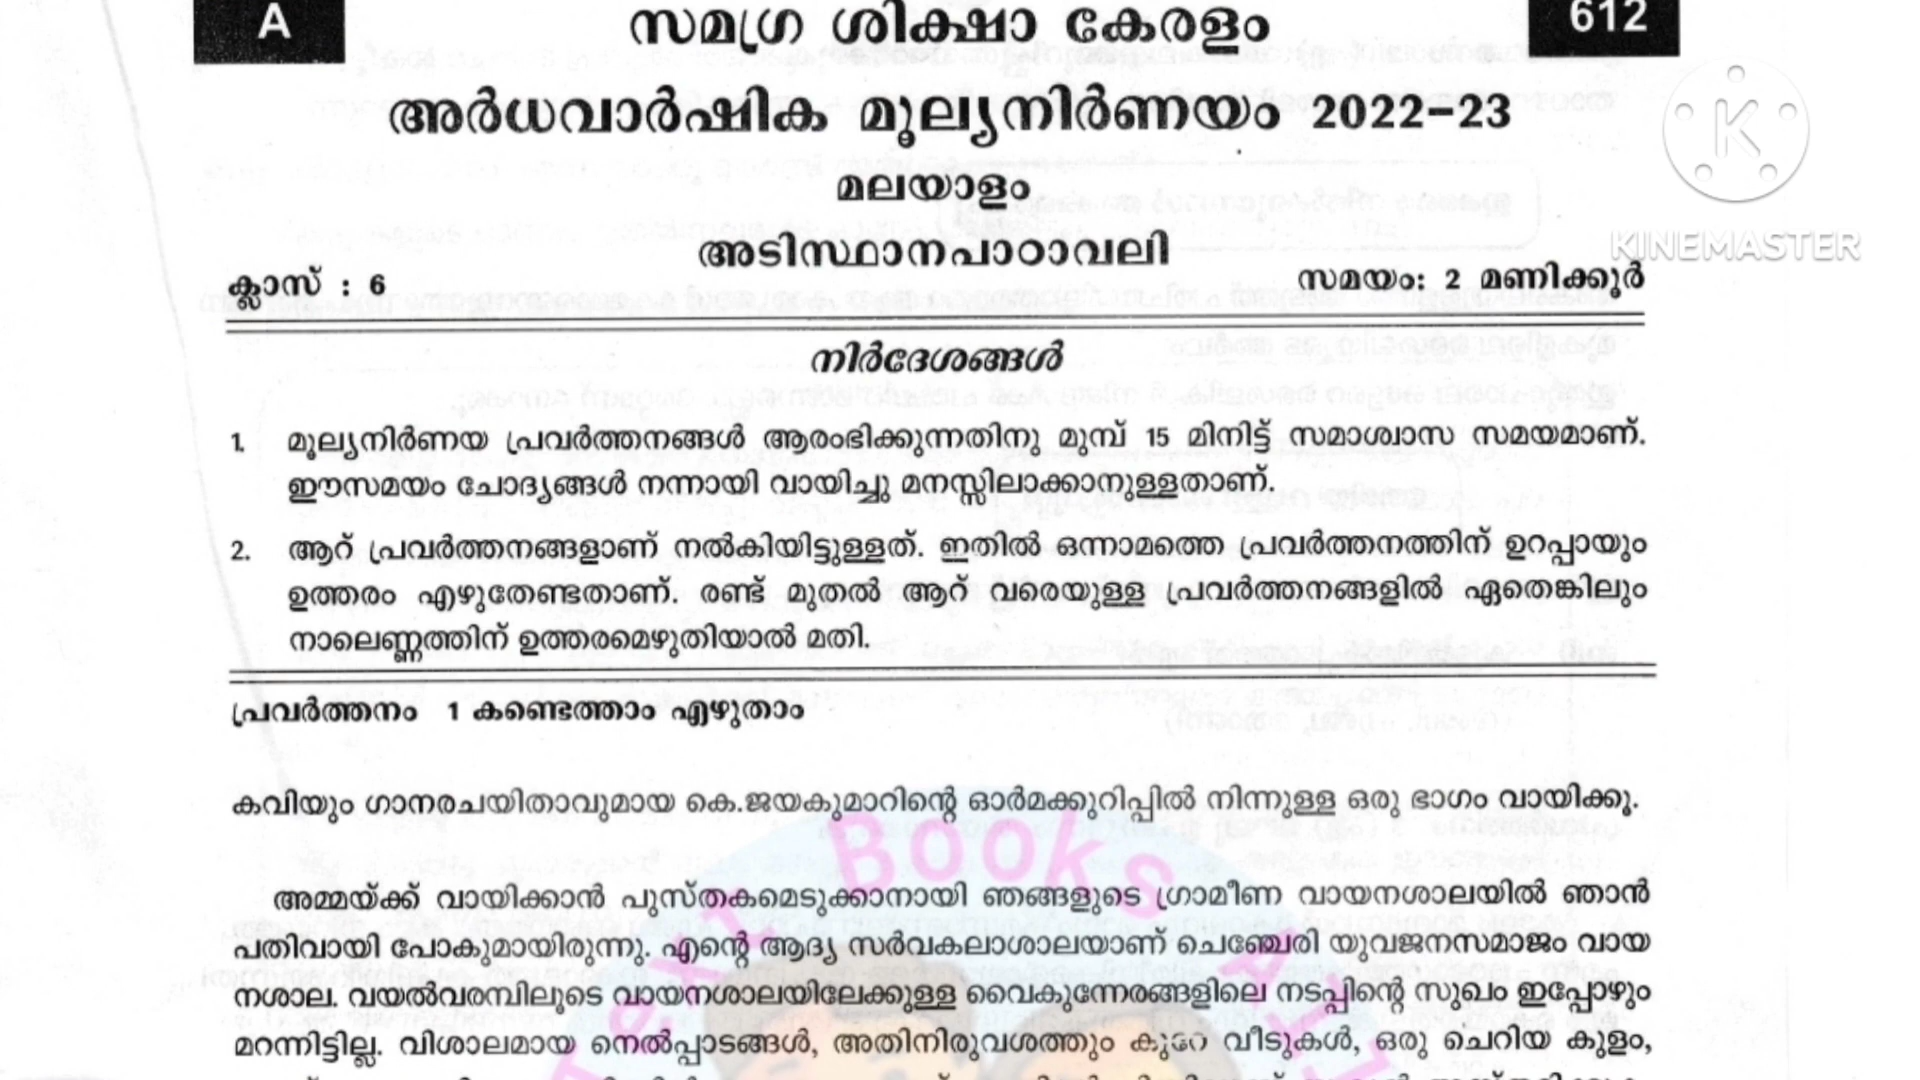 A
സമഗ്ര ശിക്ഷാ കേരളം
612
അർധവാർഷിക മൂല്യനിർണയം 2022-23
മലയാളം
അടിസ്ഥാനപാഠാവലി
KINEMASTER
ക്ലാസ് : 6
സമയം: 2 മണിക്കൂർ
നിർദേശങ്ങൾ
1. മൂല്യനിർണയ പ്രവർത്തനങ്ങൾ ആരംഭിക്കുന്നതിനു മുമ്പ് 15 മിനിട്ട് സമാശ്വാസ സമയമാണ്.
ഈസമയം ചോദ്യങ്ങൾ നന്നായി വായിച്ചു മനസ്സിലാക്കാനുള്ളതാണ്.
2. ആറ് പ്രവർത്തനങ്ങളാണ് നൽകിയിട്ടുള്ളത്. ഇതിൽ ഒന്നാമത്തെ പ്രവർത്തനത്തിന് ഉറപ്പായും
ഉത്തരം എഴുതേണ്ടതാണ്. രണ്ട് മുതൽ ആറ് വരെയുള്ള പ്രവർത്തനങ്ങളിൽ ഏതെങ്കിലും
നാലെണ്ണത്തിന് ഉത്തരമെഴുതിയാൽ മതി.
പ്രവർത്തനം 1 കണ്ടെത്താം എഴുതാം
കവിയും ഗാനരചയിതാവുമായ കെ.ജയകുമാറിന്റെ ഓർമക്കുറിപ്പിൽ നിന്നുള്ള ഒരു ഭാഗം വായിക്കൂ.
അമ്മയ്ക്ക് വായിക്കാൻ പുസ്തകമെടുക്കാനായി ഞങ്ങളുടെ ഗ്രാമീണ വായനശാലയിൽ ഞാൻ
പതിവായി പോകുമായിരുന്നു. എന്റെ ആദ്യ സർവകലാശാലയാണ് ചെഞ്ചേരി യുവജനസമാജം വായ
നശാല. വയൽവരമ്പിലൂടെ വായനശാലയിലേക്കുള്ള വൈകുന്നേരങ്ങളിലെ നടപ്പിന്റെ സുഖം ഇപ്പോഴും
മറന്നിട്ടില്ല. വിശാലമായ നെൽപ്പാടങ്ങൾ, അതിനിരുവശത്തും കുറേ വീടുകൾ, ഒരു ചെറിയ കുളം,
Text Books